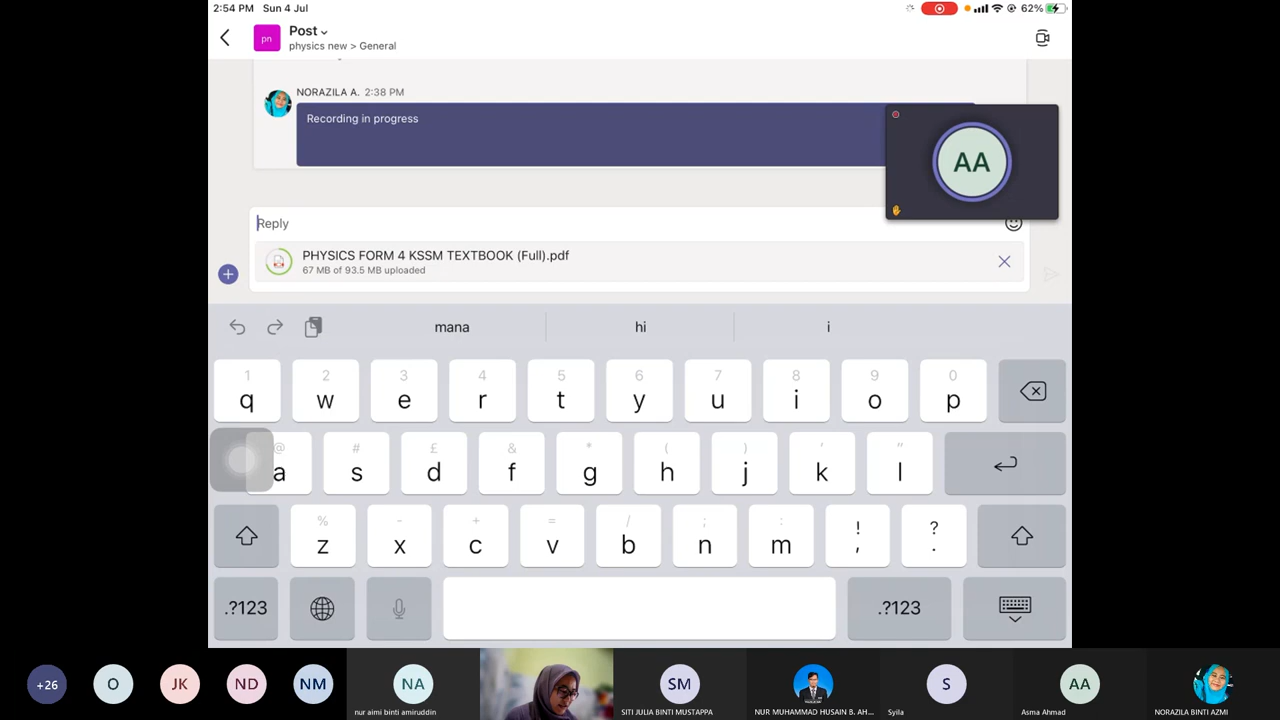 2:54 PM Sun 4 Jul 62%
pn Post
physics new > General
NORAZILA A. 2:38 PM
Recording in progress
AA
Reply
PHYSICS FORM 4 KSSM TEXTBOOK (Full).pdf
67 MB of 93.5 MB uploaded
mana hi i
1 2 3 4 5 6 7 8 9 0
q w e r t y u i o p
@ # £ & * ( ) ‘ “
a s d f g h j k l
% - + = / ; : ! ?
z x c v b n m , .
.?123 .?123
+26 O JK ND NM NA SM S AA
nur aimi binti amiruddin SITI JULIA BINTI MUSTAPPA NUR MUHAMMAD HUSAIN B. AH... Syila Asma Ahmad NORAZILA BINTI AZMI